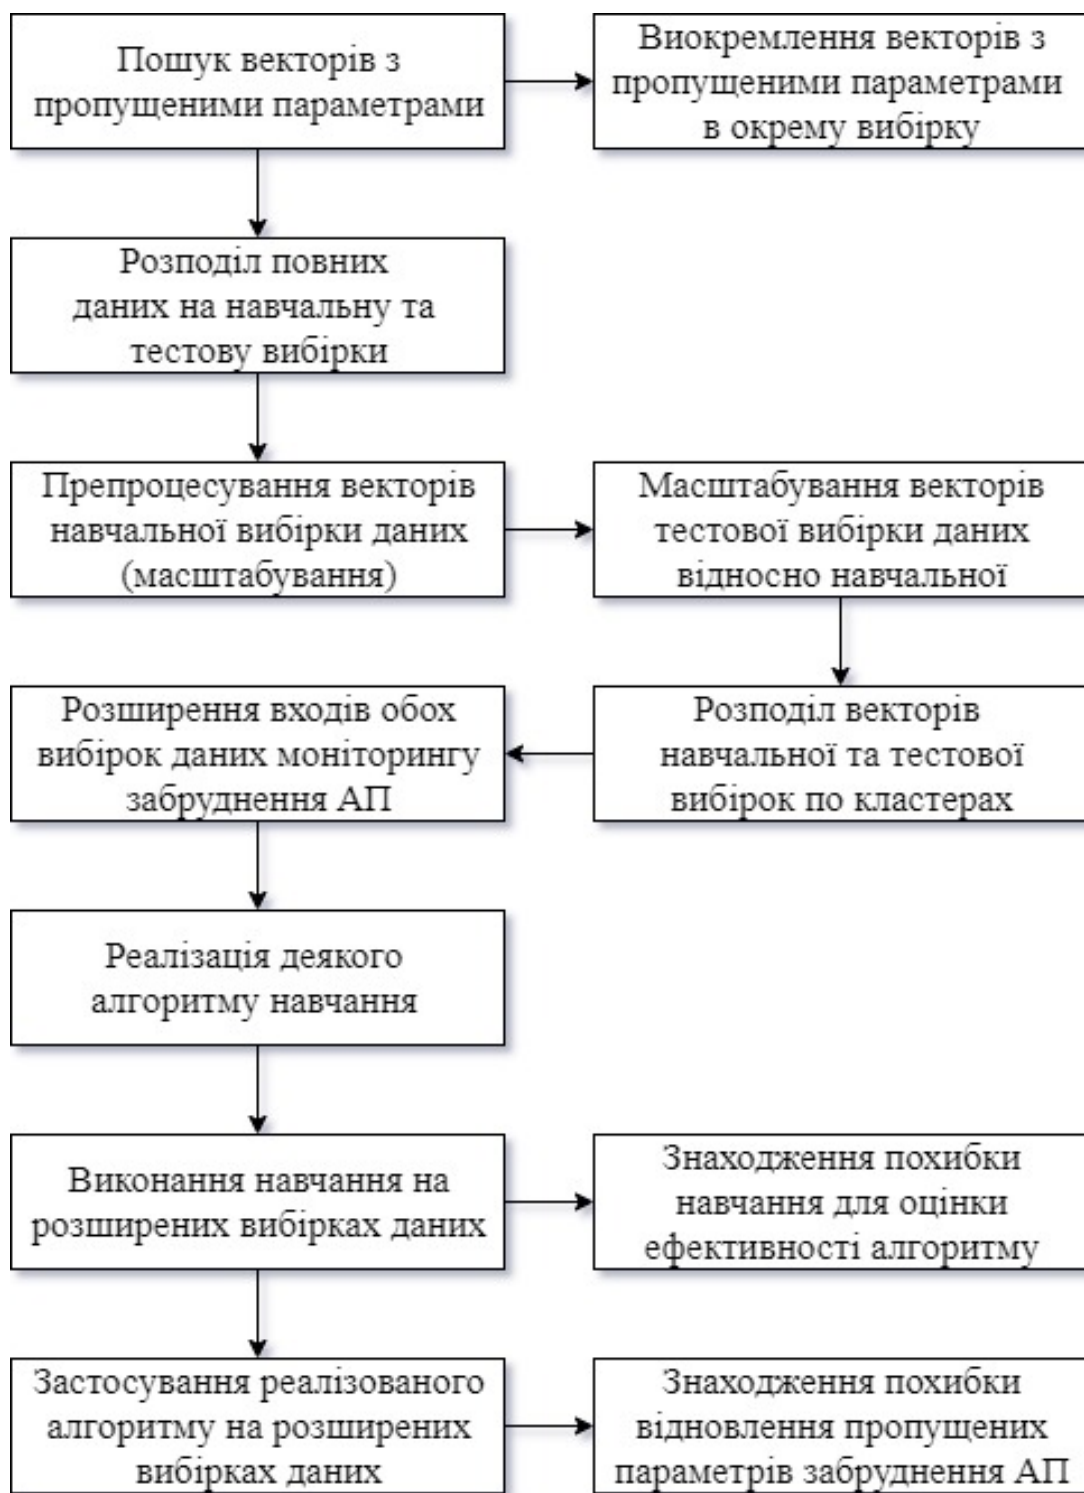 Пошук векторів з
пропущеними параметрами
Виокремлення векторів з
пропущеними параметрами
в окрему вибірку
Розподіл повних
даних на навчальну та
тестову вибірки
Препроцесування векторів
навчальної вибірки даних
(масштабування)
Масштабування векторів
тестової вибірки даних
відносно навчальної
Розподіл векторів
навчальної та тестової
вибірок по кластерах
Розширення входів обох
вибірок даних моніторингу
забруднення АП
Реалізація деякого
алгоритму навчання
Виконання навчання на
розширених вибірках даних
Знаходження похибки
навчання для оцінки
ефективності алгоритму
Застосування реалізованого
алгоритму на розширених
вибірках даних
Знаходження похибки
відновлення пропущених
параметрів забруднення АП